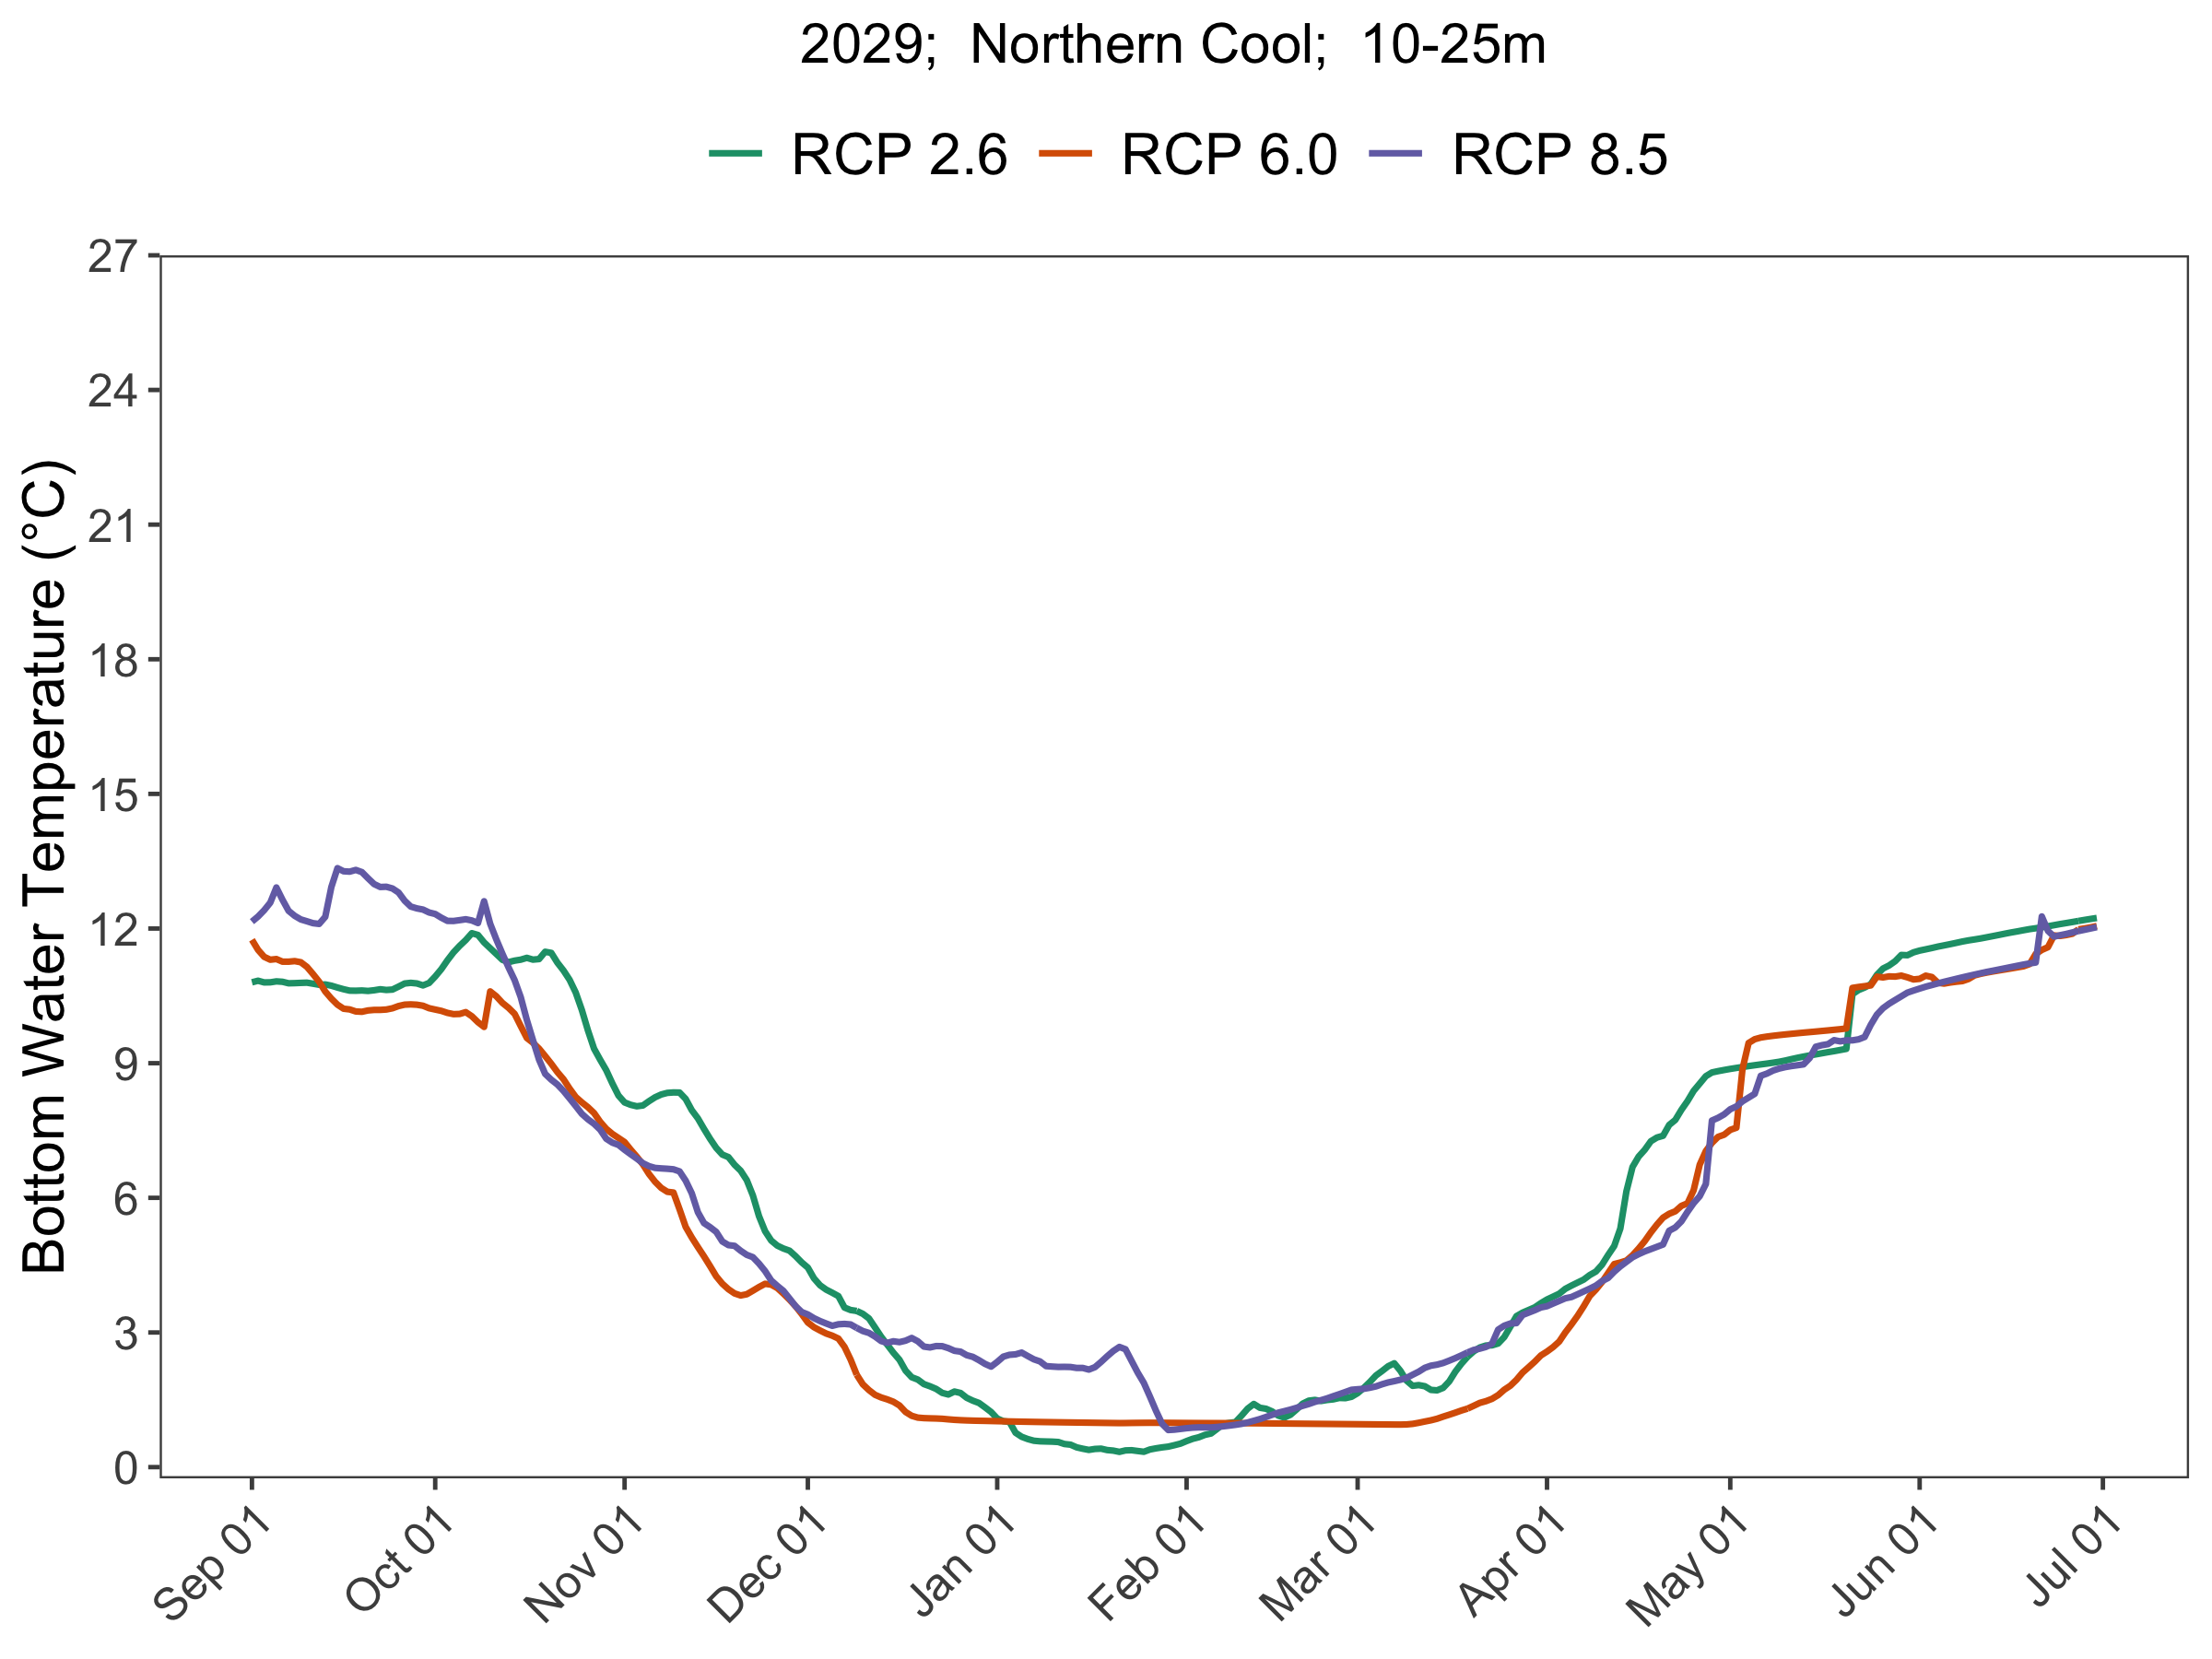 2029;  Northern Cool;  10-25m
RCP 2.6 RCP 6.0 RCP 8.5
Bottom Water Temperature (°C)
27
24
21
18
15
12
9
6
3
0
Sep 01 Oct 01 Nov 01 Dec 01 Jan 01 Feb 01 Mar 01 Apr 01 May 01 Jun 01 Jul 01